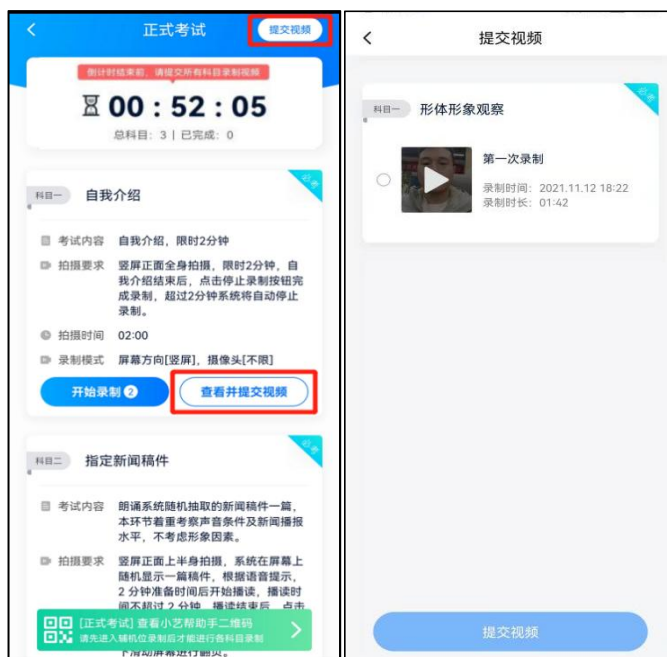 正式考试
提交视频
倒计时结束前，请提交所有科目录制视频
00：52：05
总科目：3 | 已完成：0
必考
科目一
自我介绍
考试内容 自我介绍，限时2分钟
拍摄要求 竖屏正面全身拍摄，限时2分钟，自
我介绍结束后，点击停止录制按钮完
成录制，超过2分钟系统将自动停止
录制。
拍摄时间 02:00
录制模式 屏幕方向[竖屏]，摄像头[不限]
开始录制 2
查看并提交视频
必考
科目二
指定新闻稿件
考试内容 朗诵系统随机抽取的新闻稿件一篇，
本环节着重考察声音条件及新闻播报
水平，不考虑形象因素。
拍摄要求 竖屏正面上半身拍摄，系统在屏幕上
随机显示一篇稿件，根据语音提示，
2 分钟准备时间后开始播读，播读时
间不超过 2 分钟，播读结束后，点击
[正式考试] 查看小艺帮助手二维码
请先进入辅机位录制后才能进行各科目录制
下滑动屏幕进行翻页。
提交视频
必考
科目一
形体形象观察
第一次录制
录制时间：2021.11.12 18:22
录制时长：01:42
提交视频